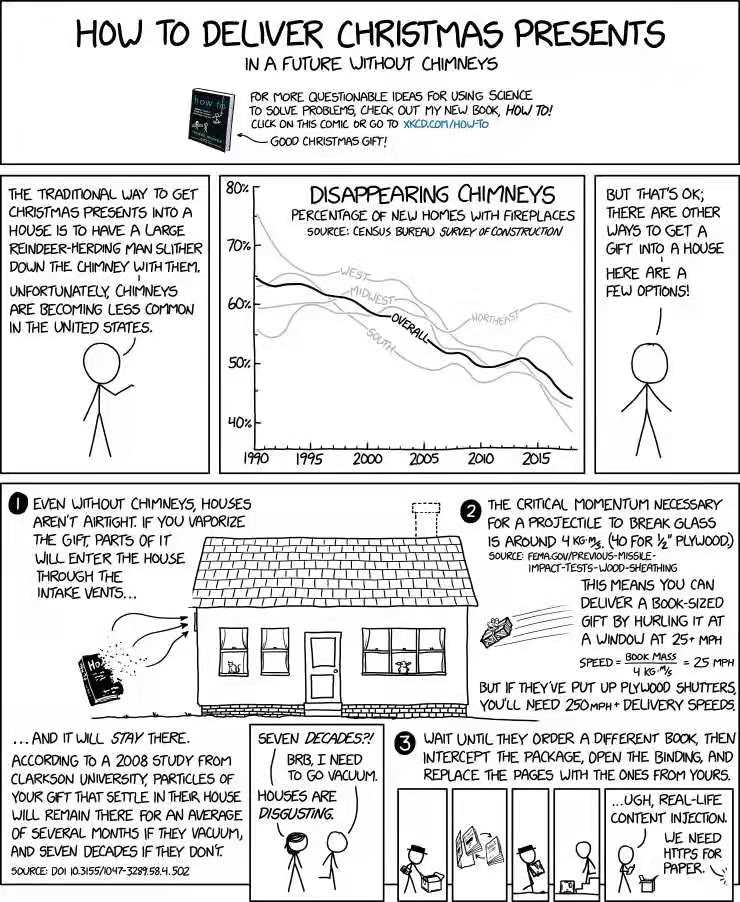 HOW TO DELIVER CHRISTMAS PRESENTS
IN A FUTURE WITHOUT CHIMNEYS
how to
FOR MORE QUESTIONABLE IDEAS FOR USING SCIENCE
TO SOLVE PROBLEMS, CHECK OUT MY NEW BOOK, HOW TO!
CLICK ON THIS COMIC OR GO TO XKCD.COM/HOW-TO
GOOD CHRISTMAS GIFT!
THE TRADITIONAL WAY TO GET
CHRISTMAS PRESENTS INTO A
HOUSE IS TO HAVE A LARGE
REINDEER-HERDING MAN SLITHER
DOWN THE CHIMNEY WITH THEM.
UNFORTUNATELY, CHIMNEYS
ARE BECOMING LESS COMMON
IN THE UNITED STATES.
DISAPPEARING CHIMNEYS
PERCENTAGE OF NEW HOMES WITH FIREPLACES
SOURCE: CENSUS BUREAU SURVEY OF CONSTRUCTION
80%
70%
60%
50%
40%
WEST
MIDWEST
OVERALL
NORTHEAST
SOUTH
1990 1995 2000 2005 2010 2015
BUT THAT'S OK;
THERE ARE OTHER
WAYS TO GET A
GIFT INTO A HOUSE
HERE ARE A
FEW OPTIONS!
1 EVEN WITHOUT CHIMNEYS, HOUSES
AREN'T AIRTIGHT. IF YOU VAPORIZE
THE GIFT, PARTS OF IT
WILL ENTER THE HOUSE
THROUGH THE
INTAKE VENTS...
Ho
...AND IT WILL STAY THERE.
ACCORDING TO A 2008 STUDY FROM
CLARKSON UNIVERSITY, PARTICLES OF
YOUR GIFT THAT SETTLE IN THEIR HOUSE
WILL REMAIN THERE FOR AN AVERAGE
OF SEVERAL MONTHS IF THEY VACUUM,
AND SEVEN DECADES IF THEY DON'T.
SOURCE: DOI 10.3155/1047-3289.58.4.502
SEVEN DECADES?!
BRB, I NEED
TO GO VACUUM.
HOUSES ARE
DISGUSTING.
2 THE CRITICAL MOMENTUM NECESSARY
FOR A PROJECTILE TO BREAK GLASS
IS AROUND 4 KG·M/S. (40 FOR ½" PLYWOOD.)
SOURCE: FEMA.GOV/PREVIOUS-MISSILE-
IMPACT-TESTS-WOOD-SHEATHING
THIS MEANS YOU CAN
DELIVER A BOOK-SIZED
GIFT BY HURLING IT AT
A WINDOW AT 25+ MPH
SPEED = BOOK MASS / 4 KG·M/S = 25 MPH
BUT IF THEY'VE PUT UP PLYWOOD SHUTTERS,
YOU'LL NEED 250MPH+ DELIVERY SPEEDS.
3 WAIT UNTIL THEY ORDER A DIFFERENT BOOK, THEN
INTERCEPT THE PACKAGE, OPEN THE BINDING, AND
REPLACE THE PAGES WITH THE ONES FROM YOURS.
...UGH, REAL-LIFE
CONTENT INJECTION.
WE NEED
HTTPS FOR
PAPER.